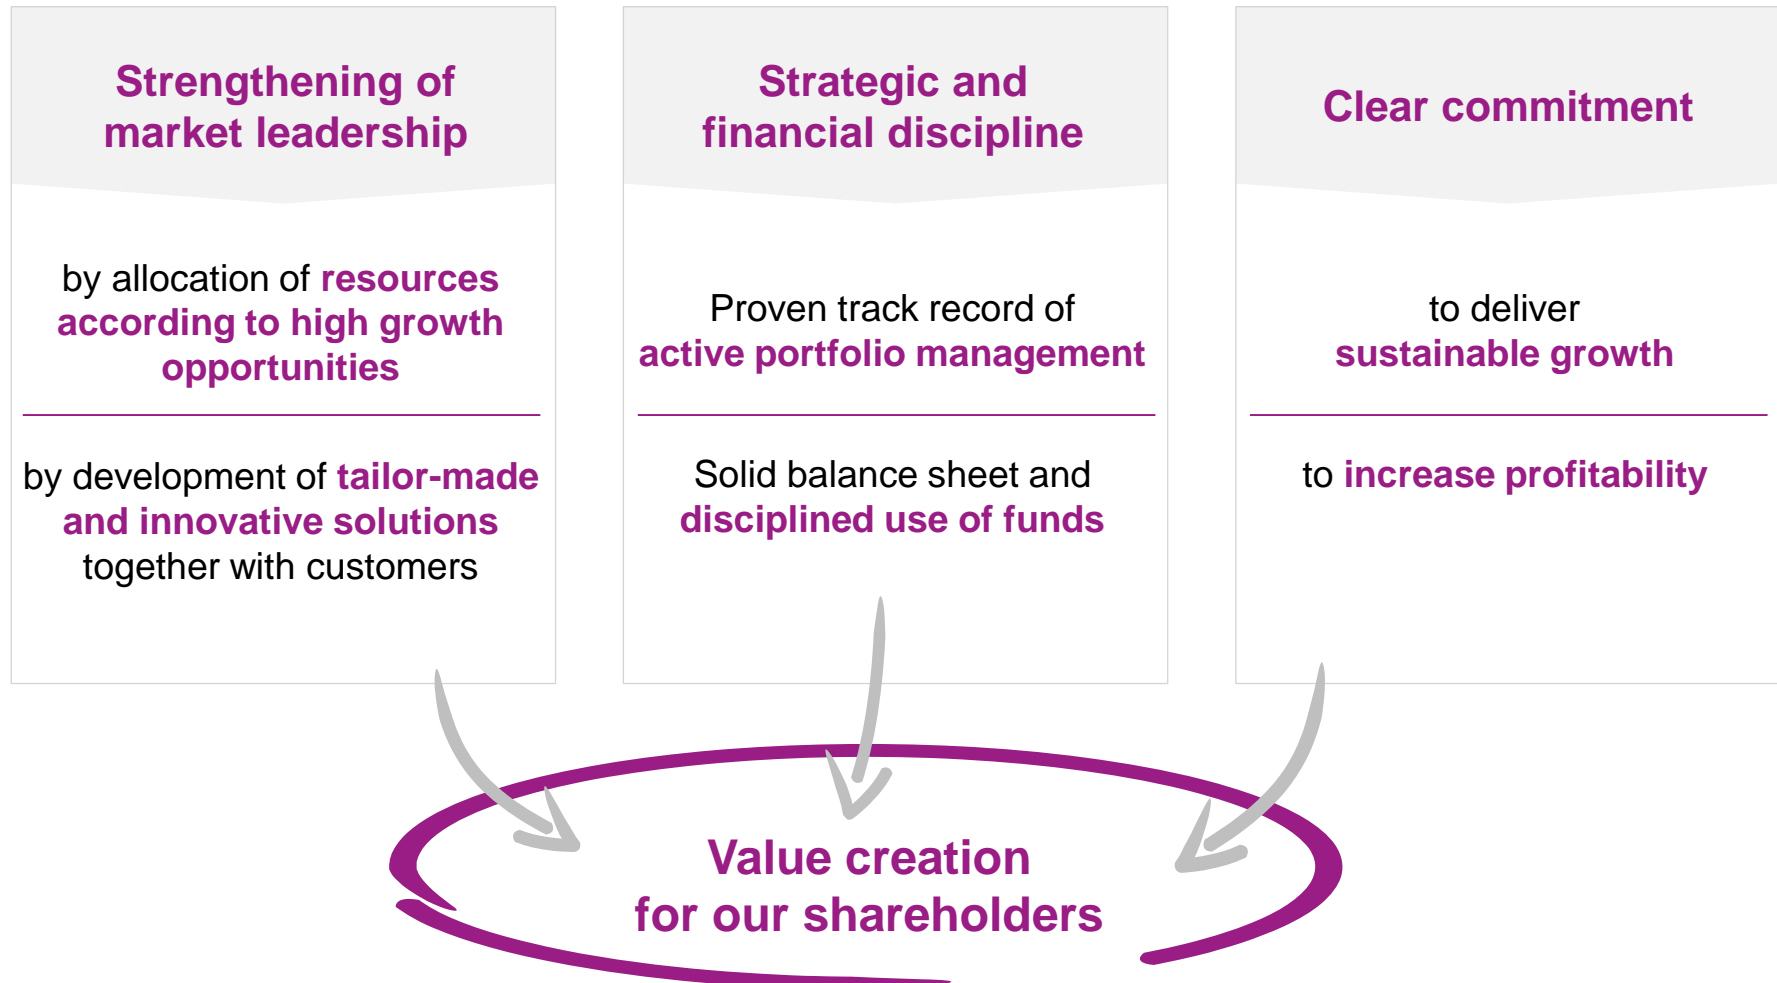 Strengthening of
market leadership
by allocation of resources
according to high growth
opportunities
by development of tailor-made
and innovative solutions
together with customers
Strategic and
financial discipline
Proven track record of
active portfolio management
Solid balance sheet and
disciplined use of funds
Clear commitment
to deliver
sustainable growth
to increase profitability
Value creation
for our shareholders